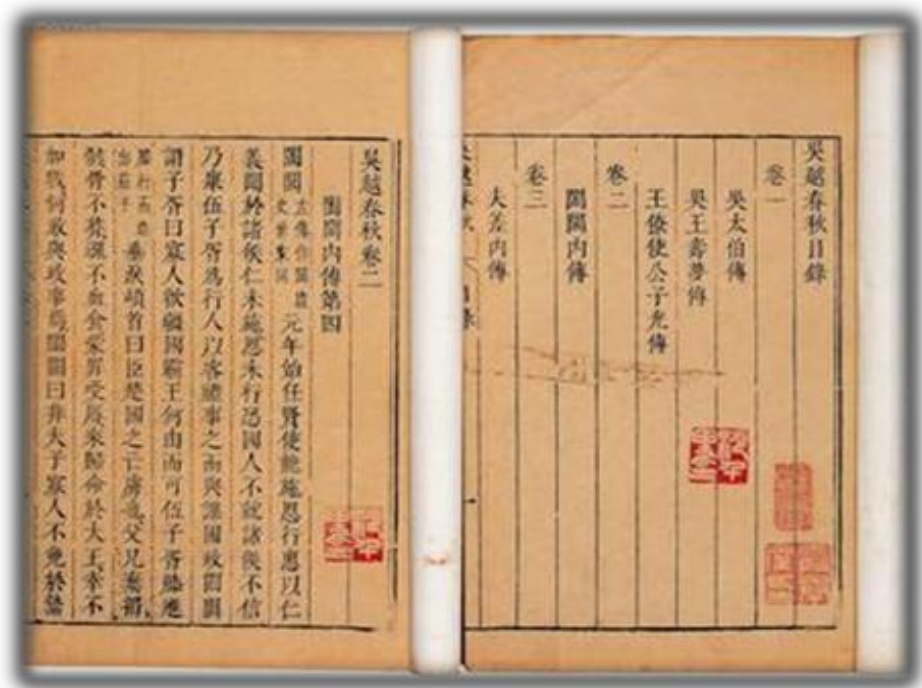 吳越春秋目錄
卷一
吳太伯傳
吳王壽夢傳
王僚使公子光傳
卷二
闔閭內傳
卷三
夫差內傳
吳越春秋卷二
闔閭內傳第四
闔閭元年始任賢使能施恩行惠以仁
義聞於諸侯仁未施恩未行恐國人不就諸侯不信
乃舉伍子胥爲行人以客禮事之而與謀國政闔閭
謂子胥曰寡人欲彊國霸王何由而可伍子胥膝進
垂淚頓首曰臣楚國之亡虜也父兄棄捐
骸骨不葬魂不血食蒙罪受辱來歸命於大王幸不
加戮何敢與政事焉闔閭曰非夫子寡人不免於縶